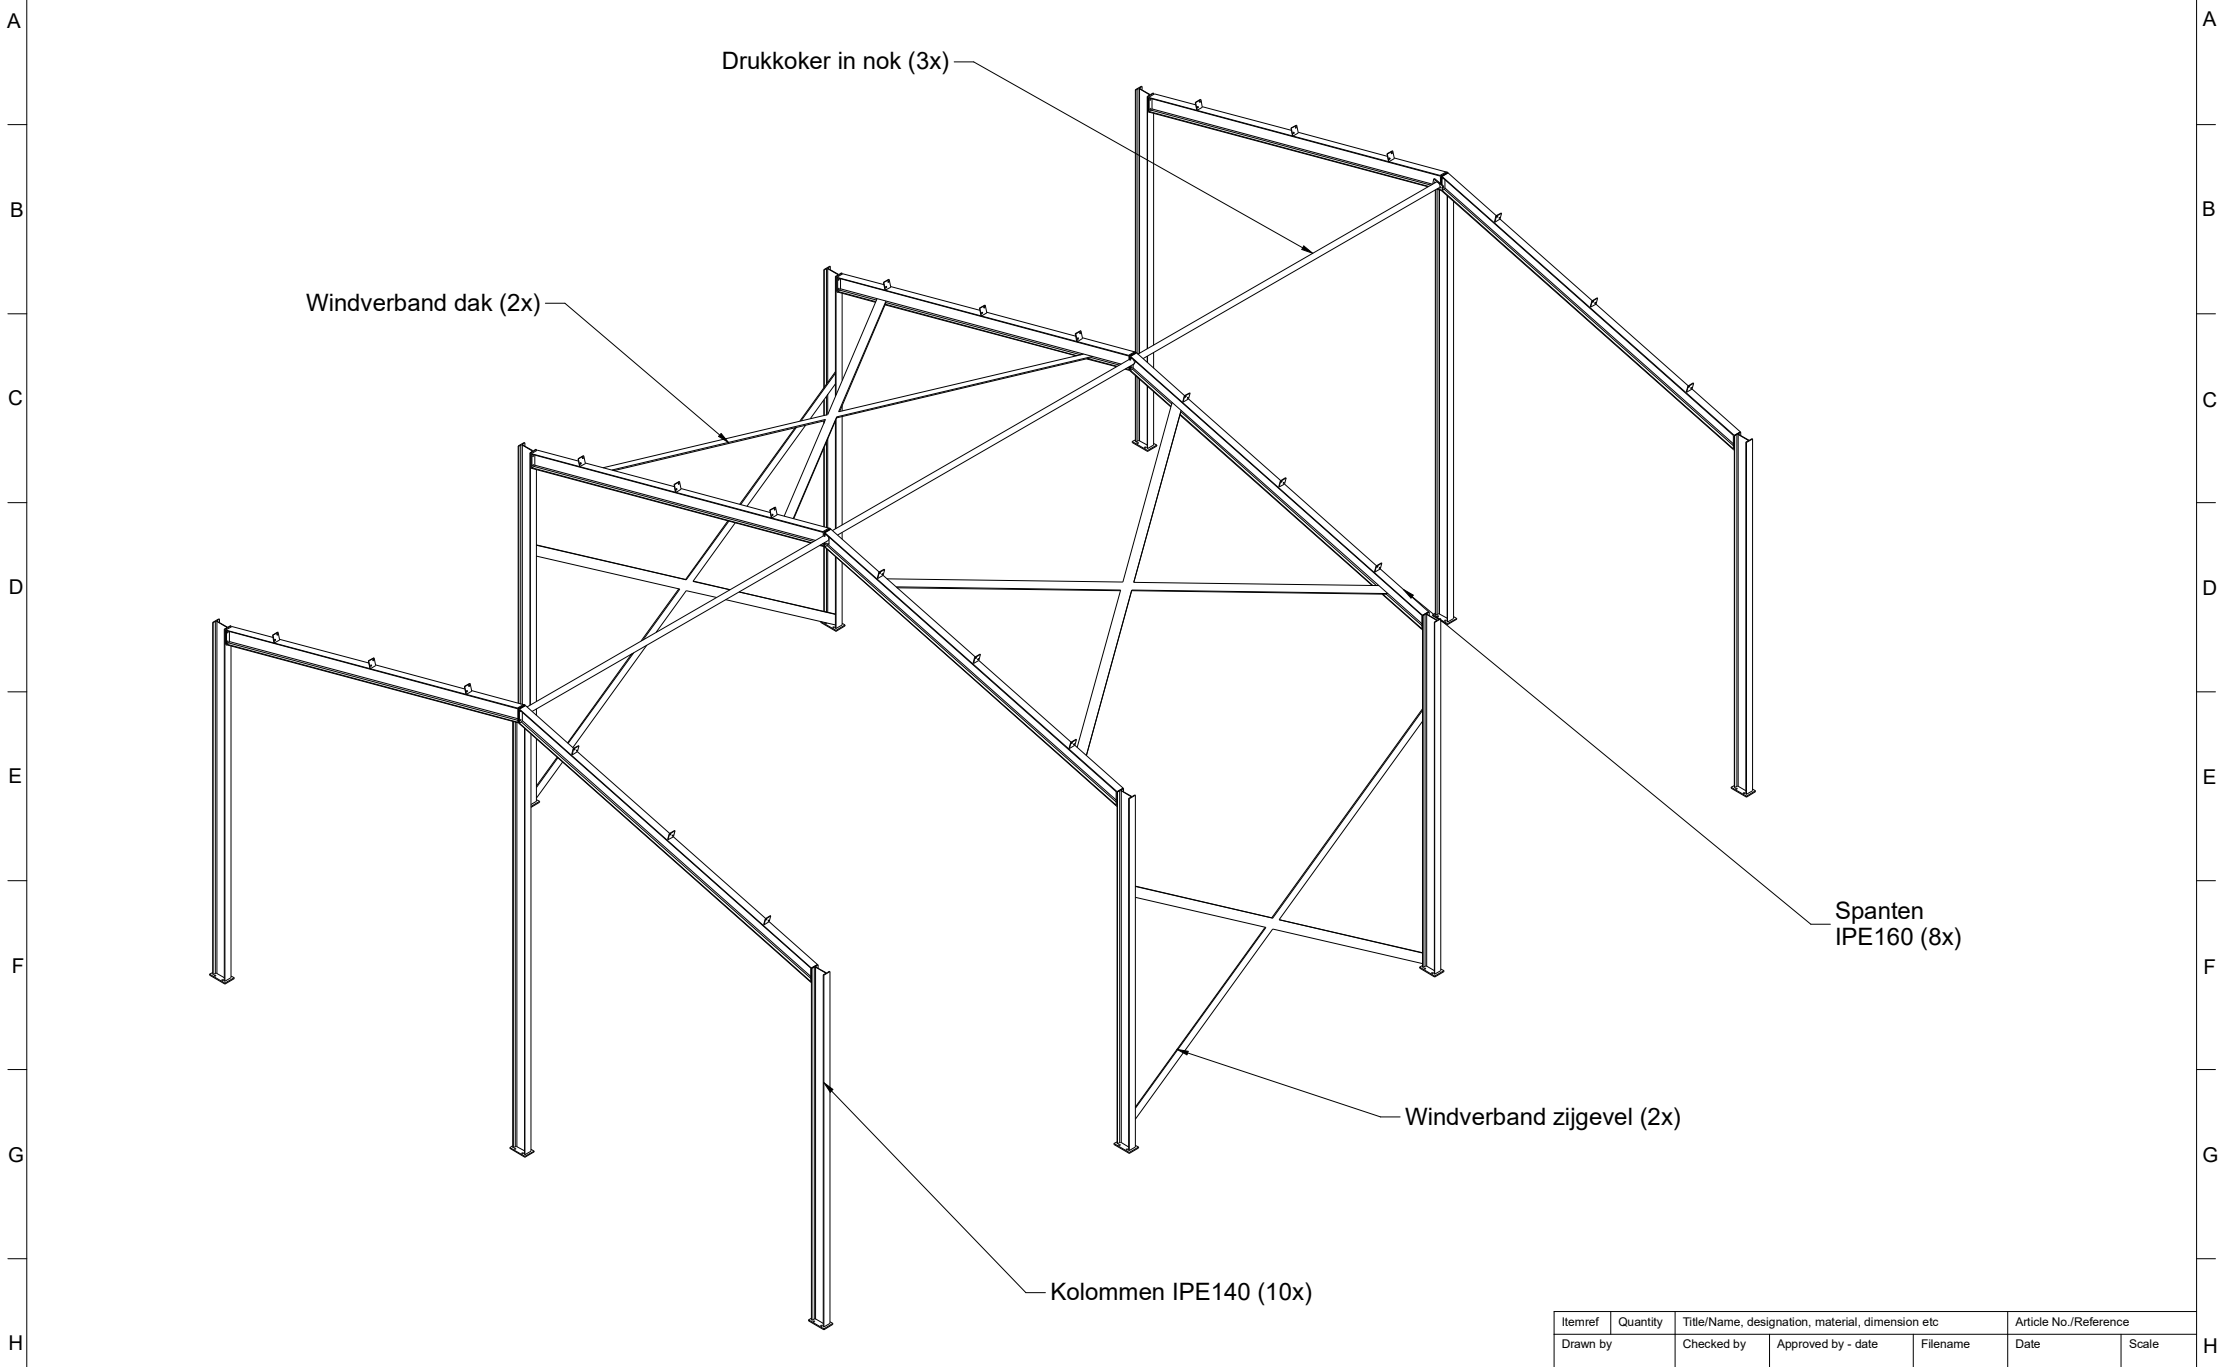 A
A
Drukkoker in nok (3x)
B
B
Windverband dak (2x)
C
C
D
D
E
E
Spanten
IPE160 (8x)
F
F
Windverband zijgevel (2x)
G
G
Kolommen IPE140 (10x)
Itemref Quantity Title/Name, designation, material, dimension etc Article No./Reference
Drawn by Checked by Approved by - date Filename Date Scale
H
H